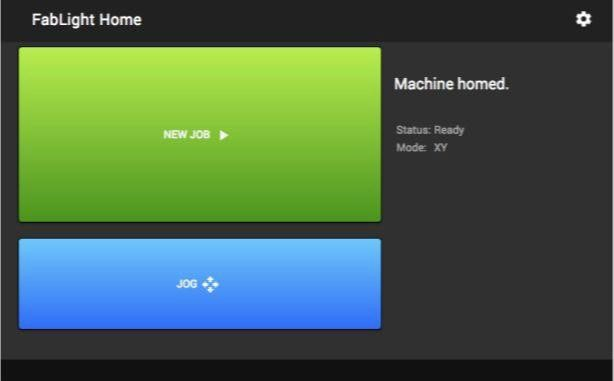 FabLight Home
NEW JOB
Machine homed.
Status: Ready
Mode: XY
JOG